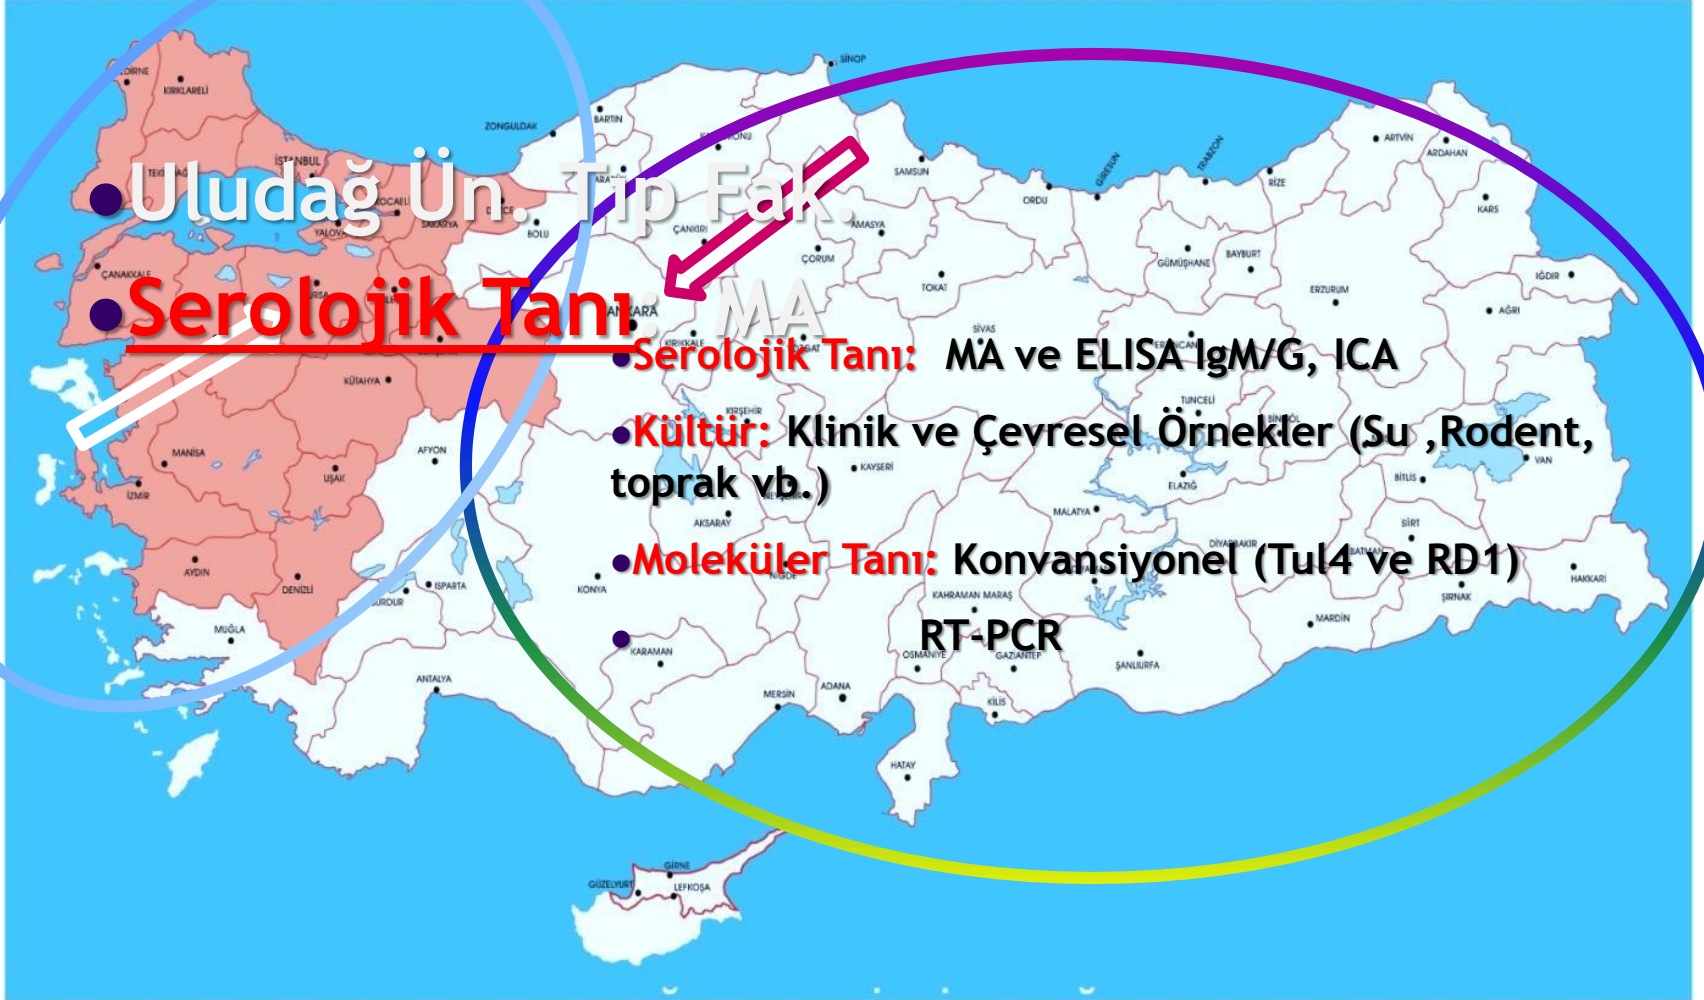 • Uludağ Ün. Tıp Fak.
• Serolojik Tanı: MA
• Serolojik Tanı: MA ve ELISA IgM/G, ICA
• Kültür: Klinik ve Çevresel Örnekler (Su ,Rodent,
toprak vb.)
• Moleküler Tanı: Konvansiyonel (Tul4 ve RD1)
• RT-PCR
KIRKLARELİ
İSTANBUL
YALOVA
SAKARYA
ÇANAKKALE
KÜTAHYA
MANİSA
UŞAK
İZMİR
AYDIN
DENİZLİ
MUĞLA
AFYON
ISPARTA
ANTALYA
ZONGULDAK
BARTIN
BOLU
SİNOP
ÇANKIRI
SAMSUN
AMASYA
ÇORUM
TOKAT
ORDU
GİRESUN
TRABZON
RİZE
ARTVİN
ARDAHAN
KARS
GÜMÜŞHANE
BAYBURT
ERZURUM
IĞDIR
AĞRI
SİVAS
KIRIKKALE
KIRŞEHİR
KAYSERİ
AKSARAY
KONYA
NİĞDE
KARAMAN
MERSİN
ADANA
OSMANİYE
HATAY
KİLİS
GAZİANTEP
KAHRAMAN MARAŞ
MALATYA
ELAZIĞ
TUNCELİ
DİYARBAKIR
ŞANLIURFA
MARDİN
BATMAN
SİİRT
ŞIRNAK
BİTLİS
VAN
HAKKARİ
GİRNE
GÜZELYURT
LEFKOŞA